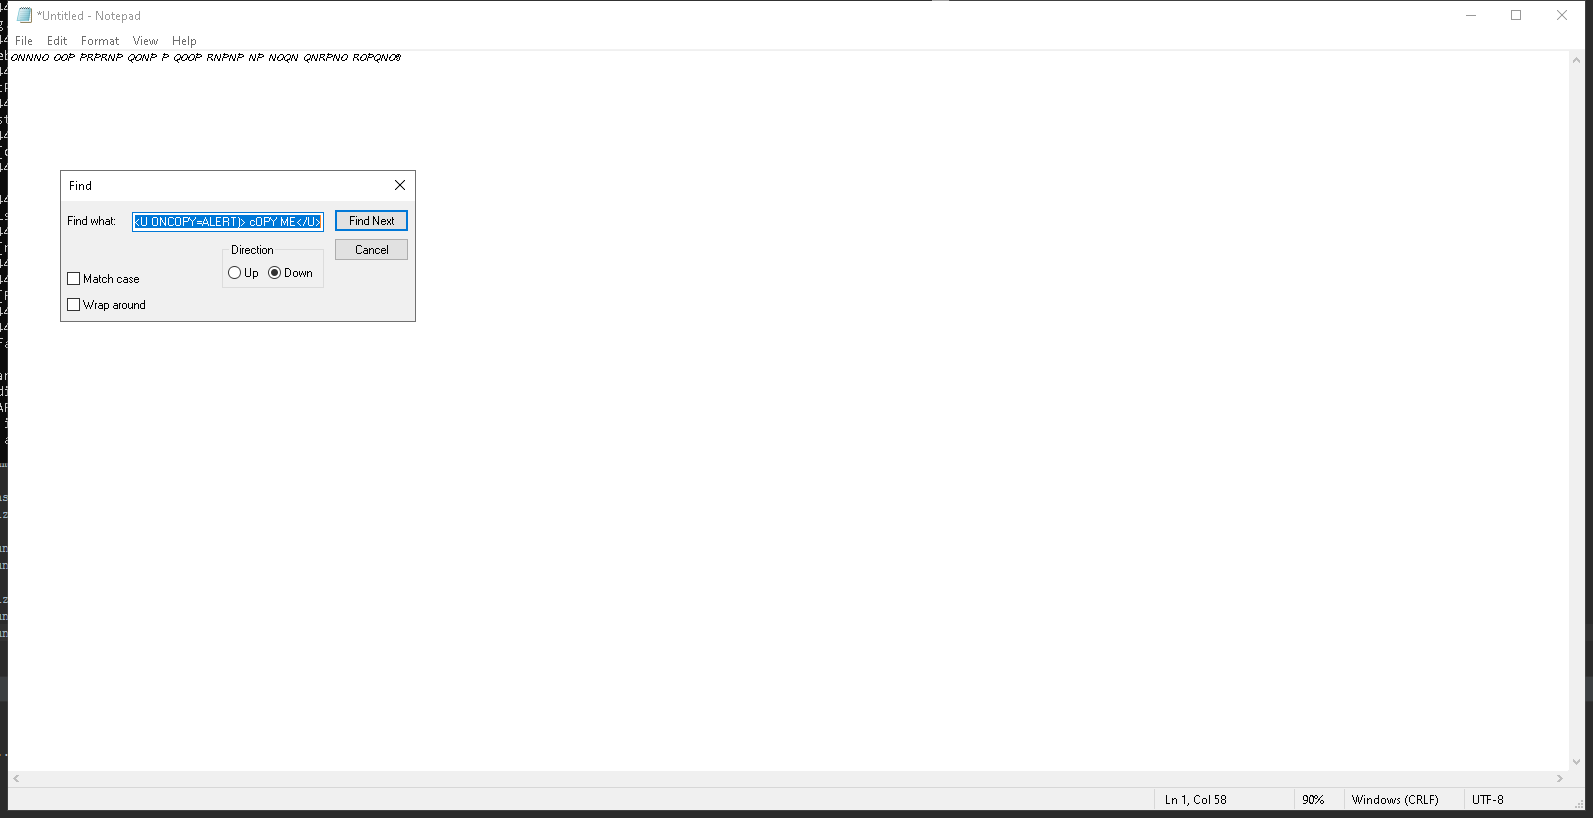 *Untitled - Notepad
File Edit Format View Help
ONNNO OOP PRPRNP QONP P QOOP RNPNP NP NOQN QNRPNO ROPQNO
Find
Find what: <U ONCOPY=ALERT)> cOPY ME</U> Find Next
Direction Cancel
Up Down
Match case
Wrap around
Ln 1, Col 58 90% Windows (CRLF) UTF-8